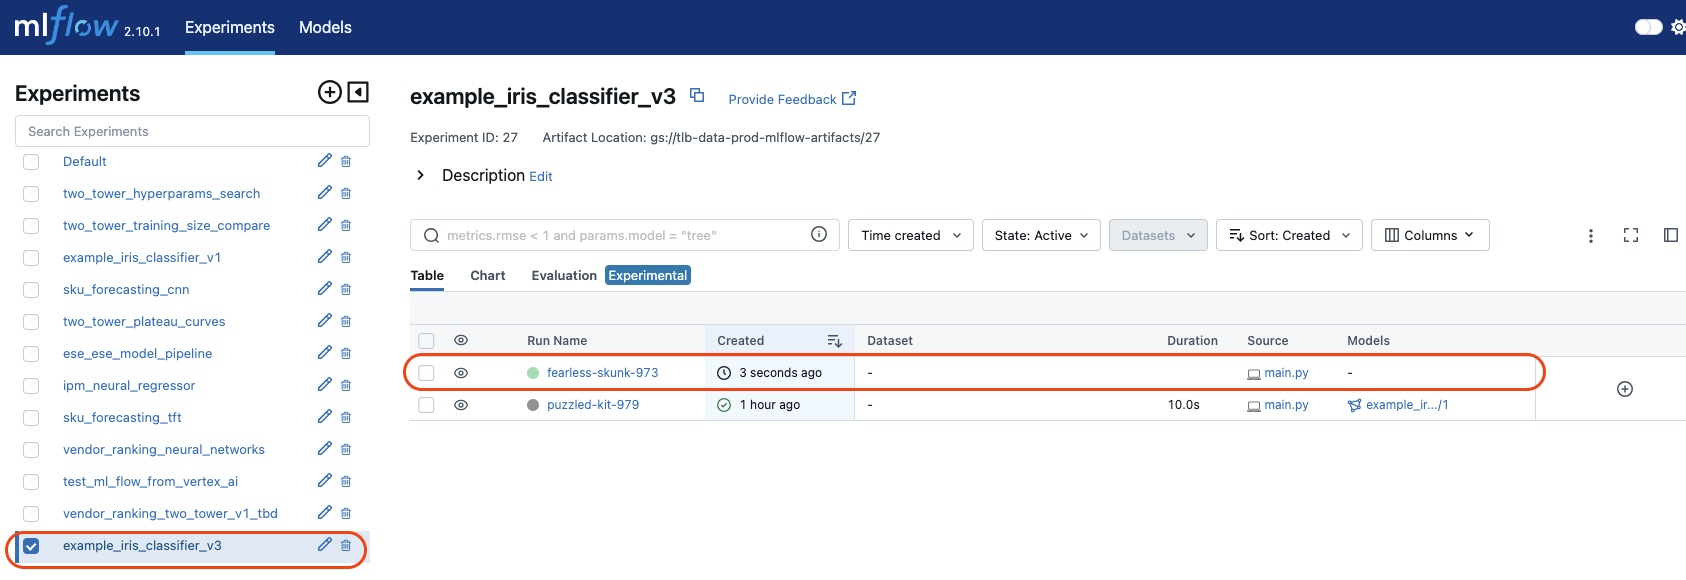 mlflow 2.10.1 Experiments Models
Experiments
Search Experiments
Default
two_tower_hyperparams_search
two_tower_training_size_compare
example_iris_classifier_v1
sku_forecasting_cnn
two_tower_plateau_curves
ese_ese_model_pipeline
ipm_neural_regressor
sku_forecasting_tft
vendor_ranking_neural_networks
test_ml_flow_from_vertex_ai
vendor_ranking_two_tower_v1_tbd
example_iris_classifier_v3
example_iris_classifier_v3 Provide Feedback
Experiment ID: 27 Artifact Location: gs://tlb-data-prod-mlflow-artifacts/27
Description Edit
metrics.rmse < 1 and params.model = "tree" Time created State: Active Datasets Sort: Created Columns
Table Chart Evaluation Experimental
Run Name Created Dataset Duration Source Models
fearless-skunk-973 3 seconds ago - main.py -
puzzled-kit-979 1 hour ago - 10.0s main.py example_ir.../1